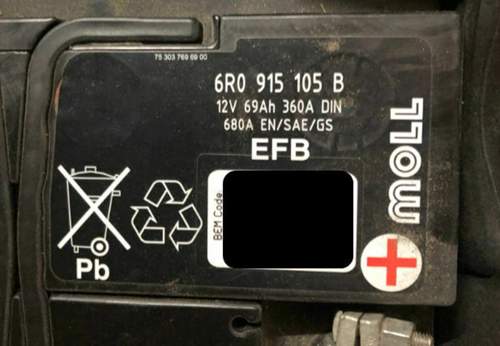 75 303 769 69 00
6R0 915 105 B
12V 69Ah 360A DIN
680A EN/SAE/GS
EFB
BEM Code
moll
Pb